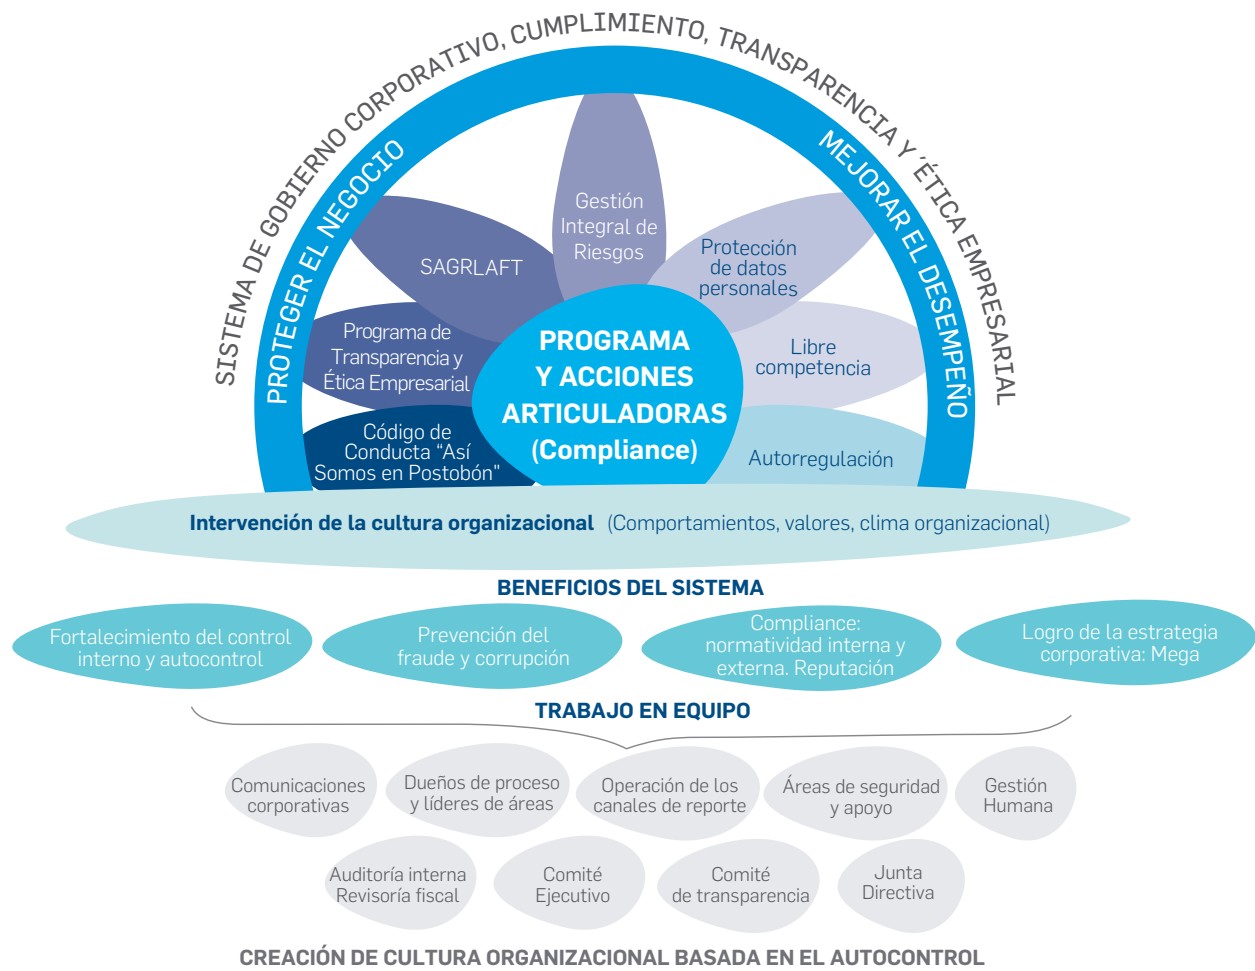 SISTEMA DE GOBIERNO CORPORATIVO, CUMPLIMIENTO, TRANSPARENCIA Y ´ÉTICA EMPRESARIAL
PROTEGER EL NEGOCIO
MEJORAR EL DESEMPEÑO
Gestión
Integral de
Riesgos
SAGRLAFT
Protección
de datos
personales
Programa de
Transparencia y
Ética Empresarial
Libre
competencia
Código de
Conducta “Así
Somos en Postobón"
Autorregulación
PROGRAMA
Y ACCIONES
ARTICULADORAS
(Compliance)
Intervención de la cultura organizacional (Comportamientos, valores, clima organizacional)
BENEFICIOS DEL SISTEMA
Fortalecimiento del control
interno y autocontrol
Prevención del
fraude y corrupción
Compliance:
normatividad interna y
externa. Reputación
Logro de la estrategia
corporativa: Mega
TRABAJO EN EQUIPO
Comunicaciones
corporativas
Dueños de proceso
y líderes de áreas
Operación de los
canales de reporte
Áreas de seguridad
y apoyo
Gestión
Humana
Auditoría interna
Revisoría fiscal
Comité
Ejecutivo
Comité
de transparencia
Junta
Directiva
CREACIÓN DE CULTURA ORGANIZACIONAL BASADA EN EL AUTOCONTROL